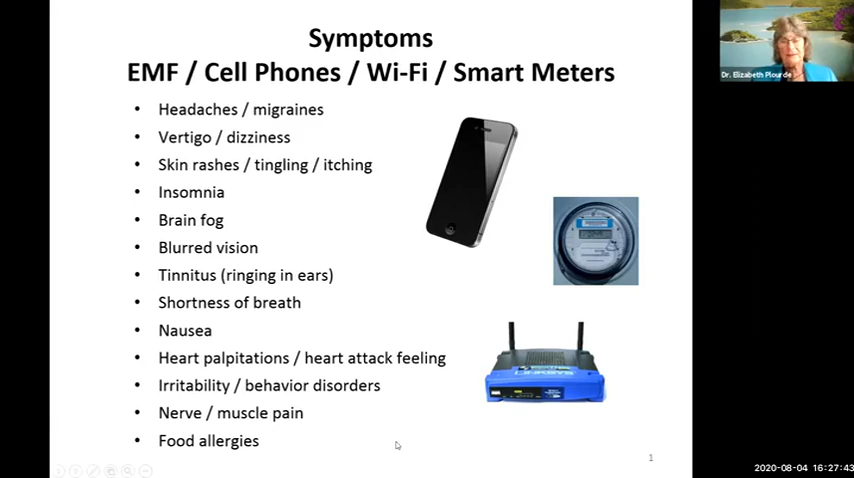 Symptoms
EMF / Cell Phones / Wi-Fi / Smart Meters
• Headaches / migraines
• Vertigo / dizziness
• Skin rashes / tingling / itching
• Insomnia
• Brain fog
• Blurred vision
• Tinnitus (ringing in ears)
• Shortness of breath
• Nausea
• Heart palpitations / heart attack feeling
• Irritability / behavior disorders
• Nerve / muscle pain
• Food allergies
LINKSYS
1
Dr. Elizabeth Plourde
2020-08-04 16:27:43